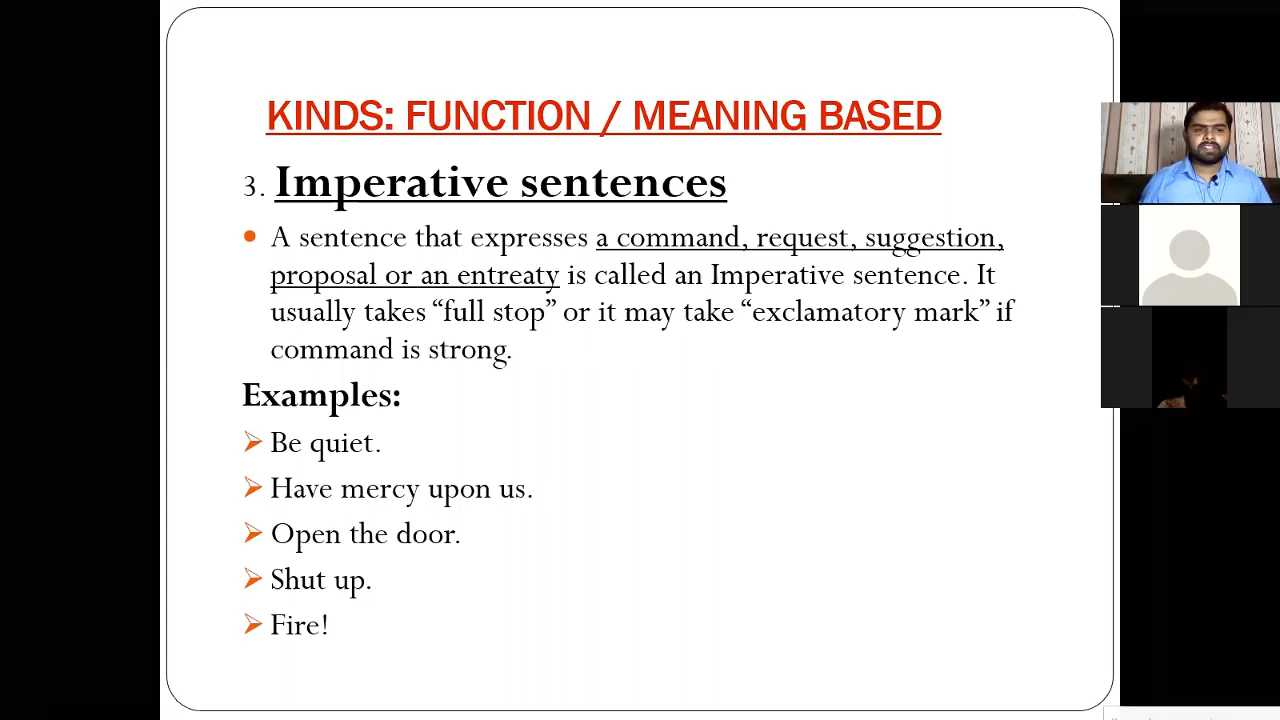 KINDS: FUNCTION / MEANING BASED
3. Imperative sentences
• A sentence that expresses a command, request, suggestion,
proposal or an entreaty is called an Imperative sentence. It
usually takes “full stop” or it may take “exclamatory mark” if
command is strong.
Examples:
➢ Be quiet.
➢ Have mercy upon us.
➢ Open the door.
➢ Shut up.
➢ Fire!